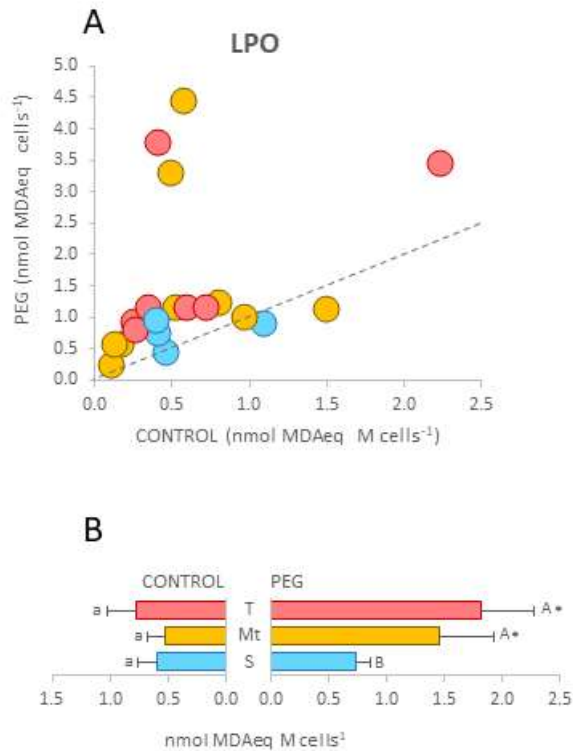 A
LPO
PEG (nmol MDAeq cells⁻¹)
5.0
4.5
4.0
3.5
3.0
2.5
2.0
1.5
1.0
0.5
0.0
0.0 0.5 1.0 1.5 2.0 2.5
CONTROL (nmol MDAeq M cells⁻¹)
B
CONTROL PEG
a T A*
a Mt A*
a S B
1.5 1.0 0.5 0.0 0.0 0.5 1.0 1.5 2.0 2.5
nmol MDAeq M cells¹